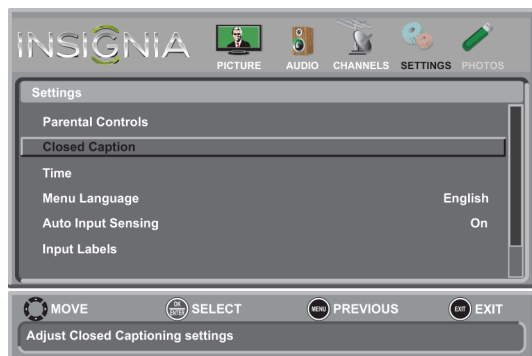 INSIGNIA
PICTURE AUDIO CHANNELS SETTINGS PHOTOS
Settings
Parental Controls
Closed Caption
Time
Menu Language English
Auto Input Sensing On
Input Labels
MOVE OK ENTER SELECT MENU PREVIOUS EXIT EXIT
Adjust Closed Captioning settings